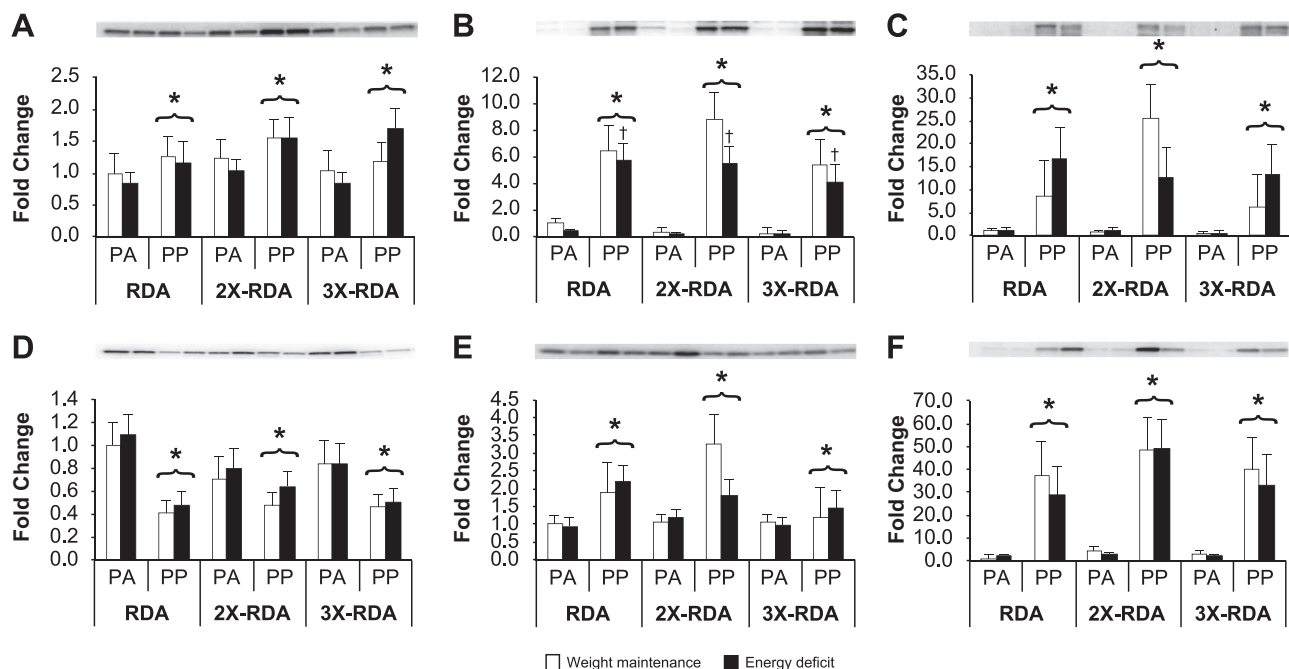 A
Fold Change
2.5
2.0
1.5
1.0
0.5
0.0
* * *
PA PP PA PP PA PP
RDA 2X-RDA 3X-RDA
B
Fold Change
12.0
10.0
8.0
6.0
4.0
2.0
0.0
* * *
† † †
PA PP PA PP PA PP
RDA 2X-RDA 3X-RDA
C
Fold Change
35.0
30.0
25.0
20.0
15.0
10.0
5.0
0.0
* * *
PA PP PA PP PA PP
RDA 2X-RDA 3X-RDA
D
Fold Change
1.4
1.2
1.0
0.8
0.6
0.4
0.2
0.0
* * *
PA PP PA PP PA PP
RDA 2X-RDA 3X-RDA
E
Fold Change
4.5
4.0
3.5
3.0
2.5
2.0
1.5
1.0
0.5
0.0
* * *
PA PP PA PP PA PP
RDA 2X-RDA 3X-RDA
F
Fold Change
70.0
60.0
50.0
40.0
30.0
20.0
10.0
0.0
* * *
PA PP PA PP PA PP
RDA 2X-RDA 3X-RDA
Weight maintenance Energy deficit